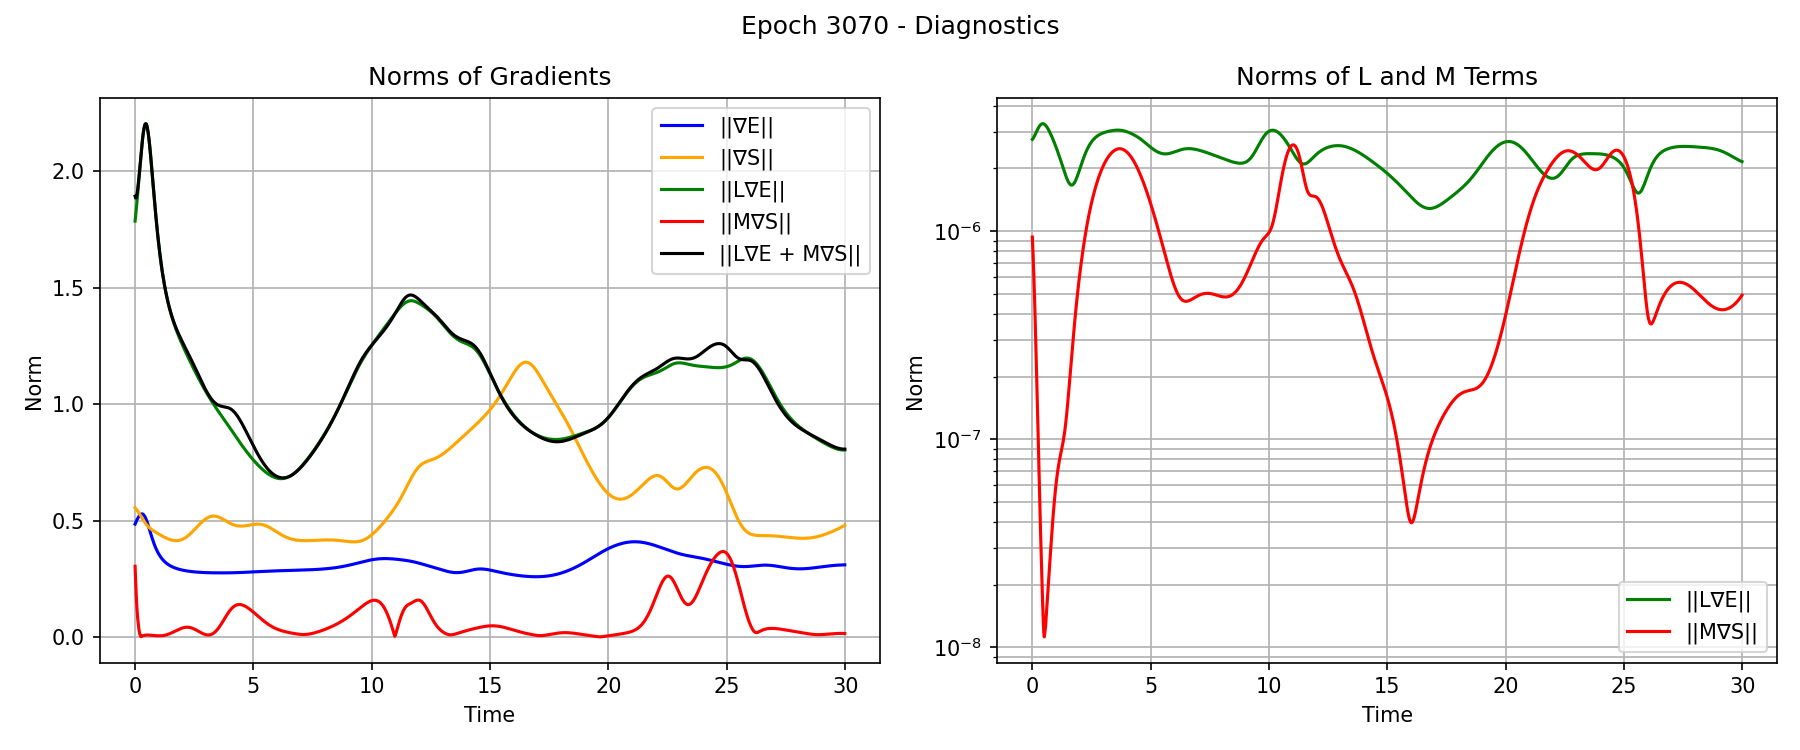 Epoch 3070 - Diagnostics
Norms of Gradients
Norm
2.0
1.5
1.0
0.5
0.0
||∇E||
||∇S||
||L∇E||
||M∇S||
||L∇E + M∇S||
0 5 10 15 20 25 30
Time
Norms of L and M Terms
Norm
10⁻⁶
10⁻⁷
10⁻⁸
||L∇E||
||M∇S||
0 5 10 15 20 25 30
Time